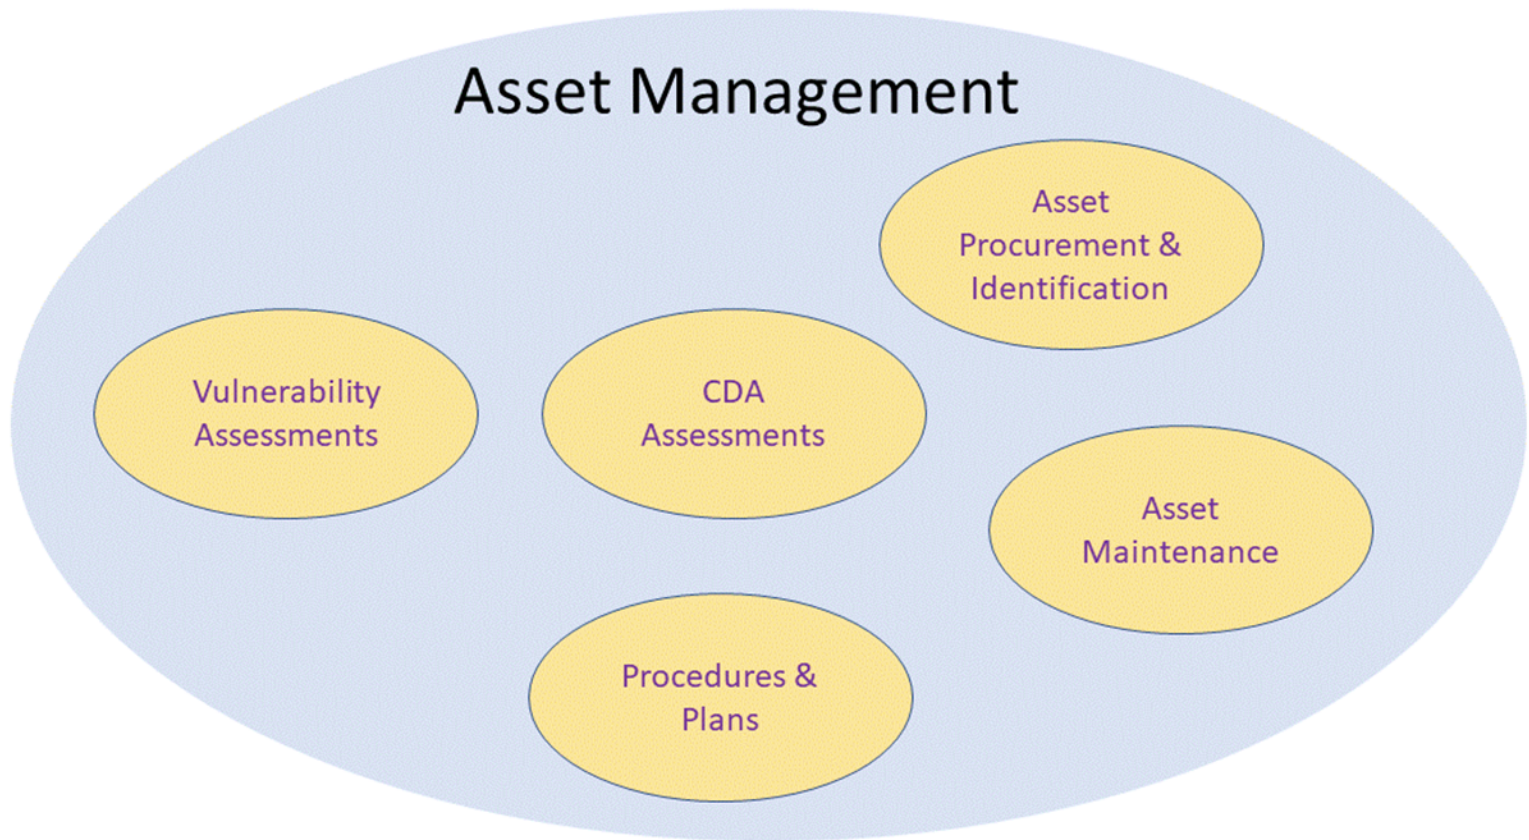 Asset Management
Asset
Procurement &
Identification
Vulnerability
Assessments
CDA
Assessments
Asset
Maintenance
Procedures &
Plans